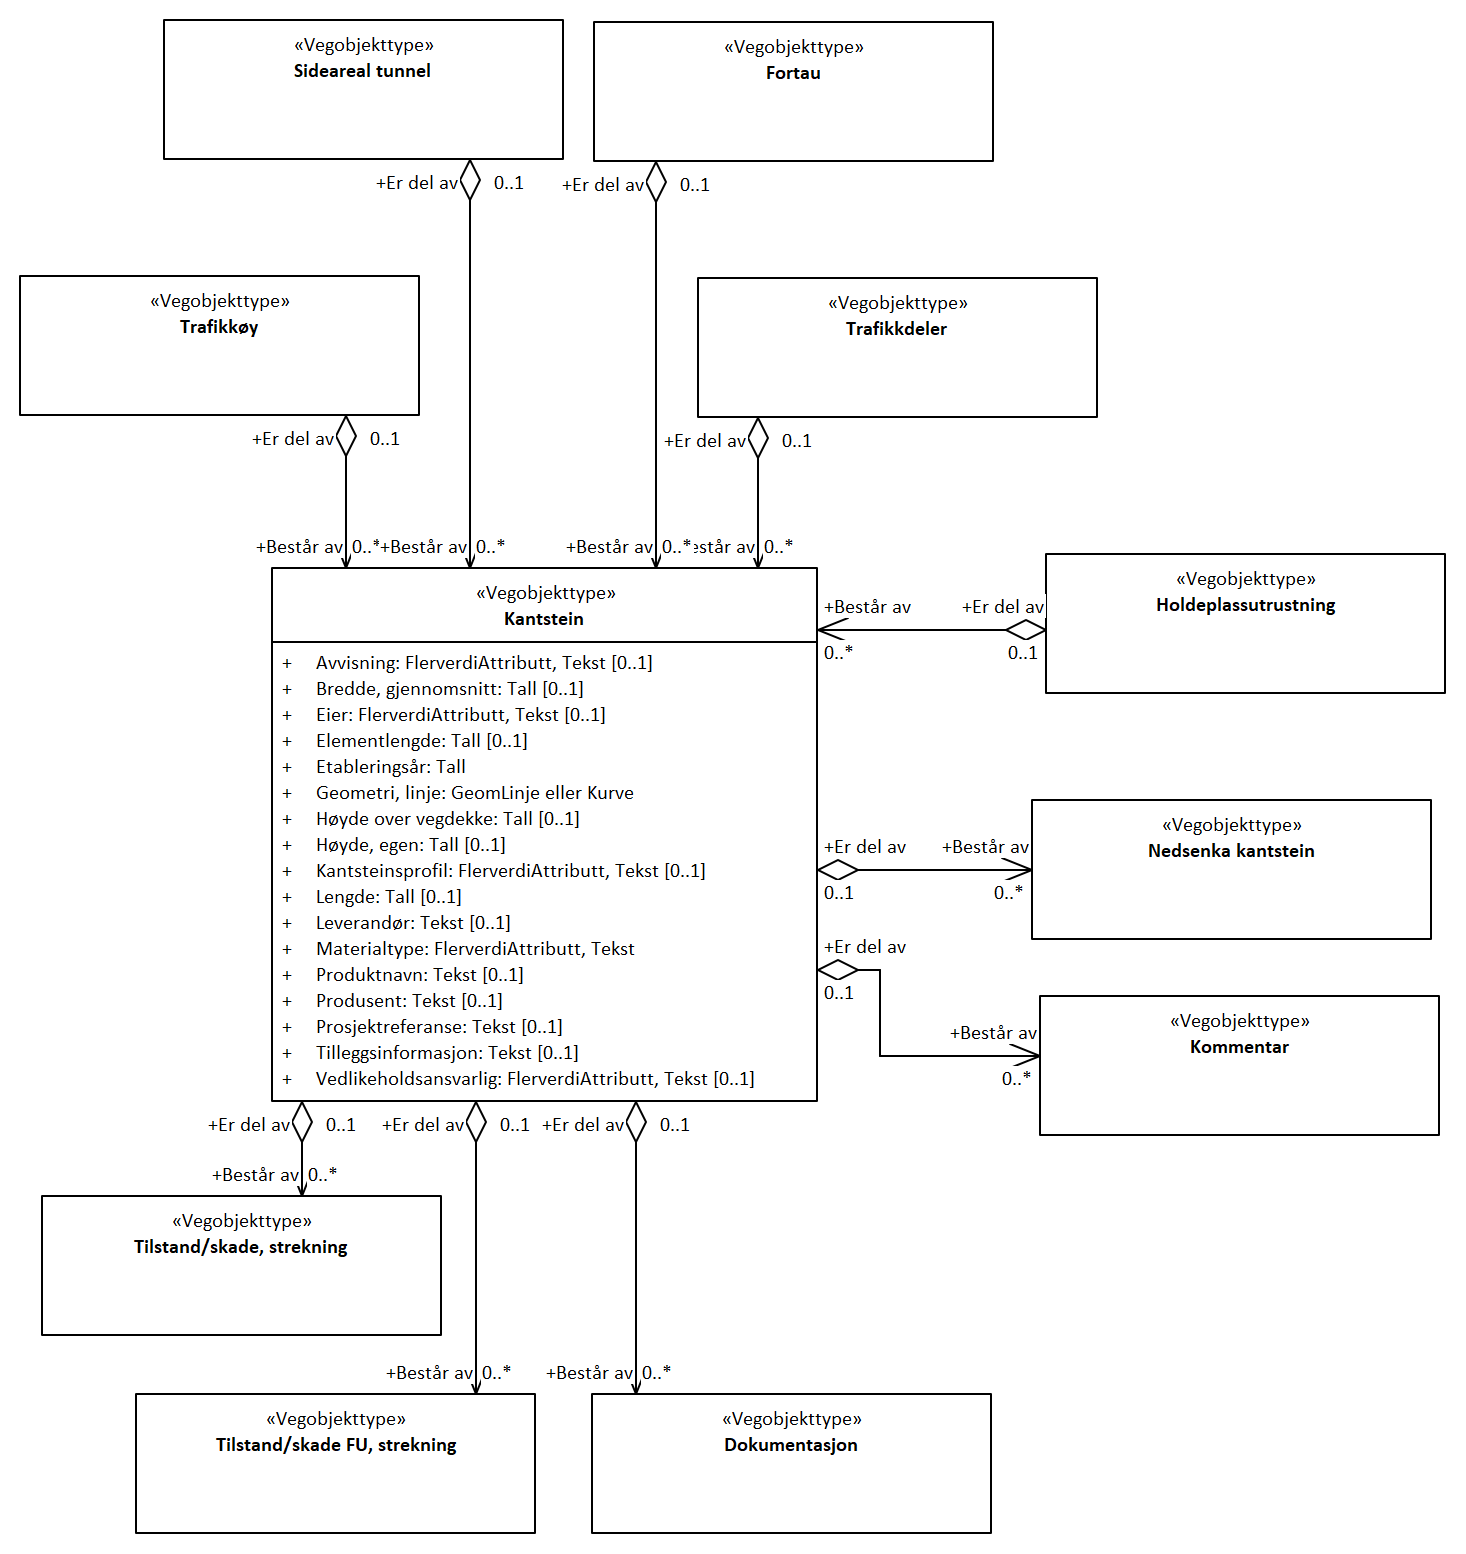 «Vegobjekttype»
Sideareal tunnel
«Vegobjekttype»
Fortau
+Er del av
0..1
+Er del av
0..1
«Vegobjekttype»
Trafikkøy
«Vegobjekttype»
Trafikkdeler
+Er del av
0..1
+Er del av
0..1
+Består av
0..*
+Består av
0..*
+Består av
0..*
estår av
0..*
«Vegobjekttype»
Kantstein
+ Avvisning: FlerverdiAttributt, Tekst [0..1]
+ Bredde, gjennomsnitt: Tall [0..1]
+ Eier: FlerverdiAttributt, Tekst [0..1]
+ Elementlengde: Tall [0..1]
+ Etableringsår: Tall
+ Geometri, linje: GeomLinje eller Kurve
+ Høyde over vegdekke: Tall [0..1]
+ Høyde, egen: Tall [0..1]
+ Kantsteinsprofil: FlerverdiAttributt, Tekst [0..1]
+ Lengde: Tall [0..1]
+ Leverandør: Tekst [0..1]
+ Materialtype: FlerverdiAttributt, Tekst
+ Produktnavn: Tekst [0..1]
+ Produsent: Tekst [0..1]
+ Prosjektreferanse: Tekst [0..1]
+ Tilleggsinformasjon: Tekst [0..1]
+ Vedlikeholdsansvarlig: FlerverdiAttributt, Tekst [0..1]
+Består av
+Er del av
0..*
0..1
«Vegobjekttype»
Holdeplassutrustning
+Er del av
+Består av
0..1
0..*
«Vegobjekttype»
Nedsenka kantstein
+Er del av
0..1
+Består av
0..*
«Vegobjekttype»
Kommentar
+Er del av
0..1
+Er del av
0..1
+Er del av
0..1
+Består av
0..*
«Vegobjekttype»
Tilstand/skade, strekning
+Består av
0..*
+Består av
0..*
«Vegobjekttype»
Tilstand/skade FU, strekning
«Vegobjekttype»
Dokumentasjon